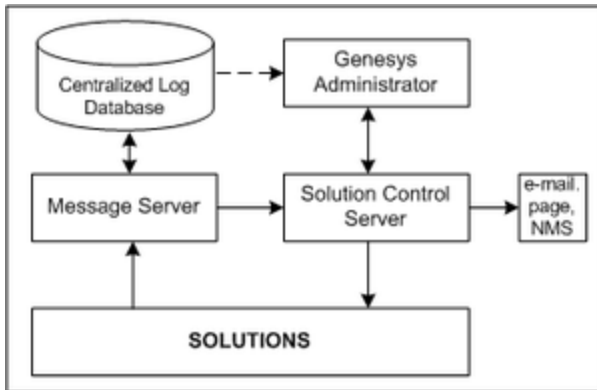 Centralized Log
Database
Genesys
Administrator
Message Server
Solution Control
Server
e-mail.
page,
NMS
SOLUTIONS